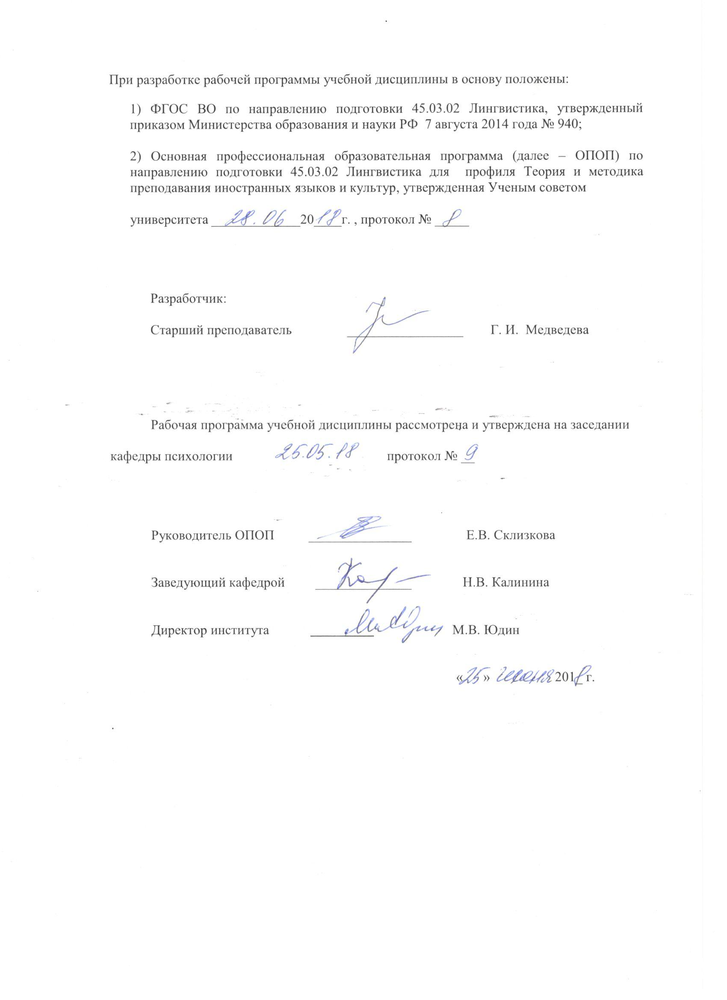 При разработке рабочей программы учебной дисциплины в основу положены:
1) ФГОС ВО по направлению подготовки 45.03.02 Лингвистика, утвержденный
приказом Министерства образования и науки РФ 7 августа 2014 года № 940;
2) Основная профессиональная образовательная программа (далее – ОПОП) по
направлению подготовки 45.03.02 Лингвистика для профиля Теория и методика
преподавания иностранных языков и культур, утвержденная Ученым советом
университета 28.06 2018 г. , протокол № 8
Разработчик:
Старший преподаватель Г. И. Медведева
Рабочая программа учебной дисциплины рассмотрена и утверждена на заседании
кафедры психологии 25.05.18 протокол № 9
Руководитель ОПОП Е.В. Склизкова
Заведующий кафедрой Н.В. Калинина
Директор института М.В. Юдин
«25» июня 2018 г.